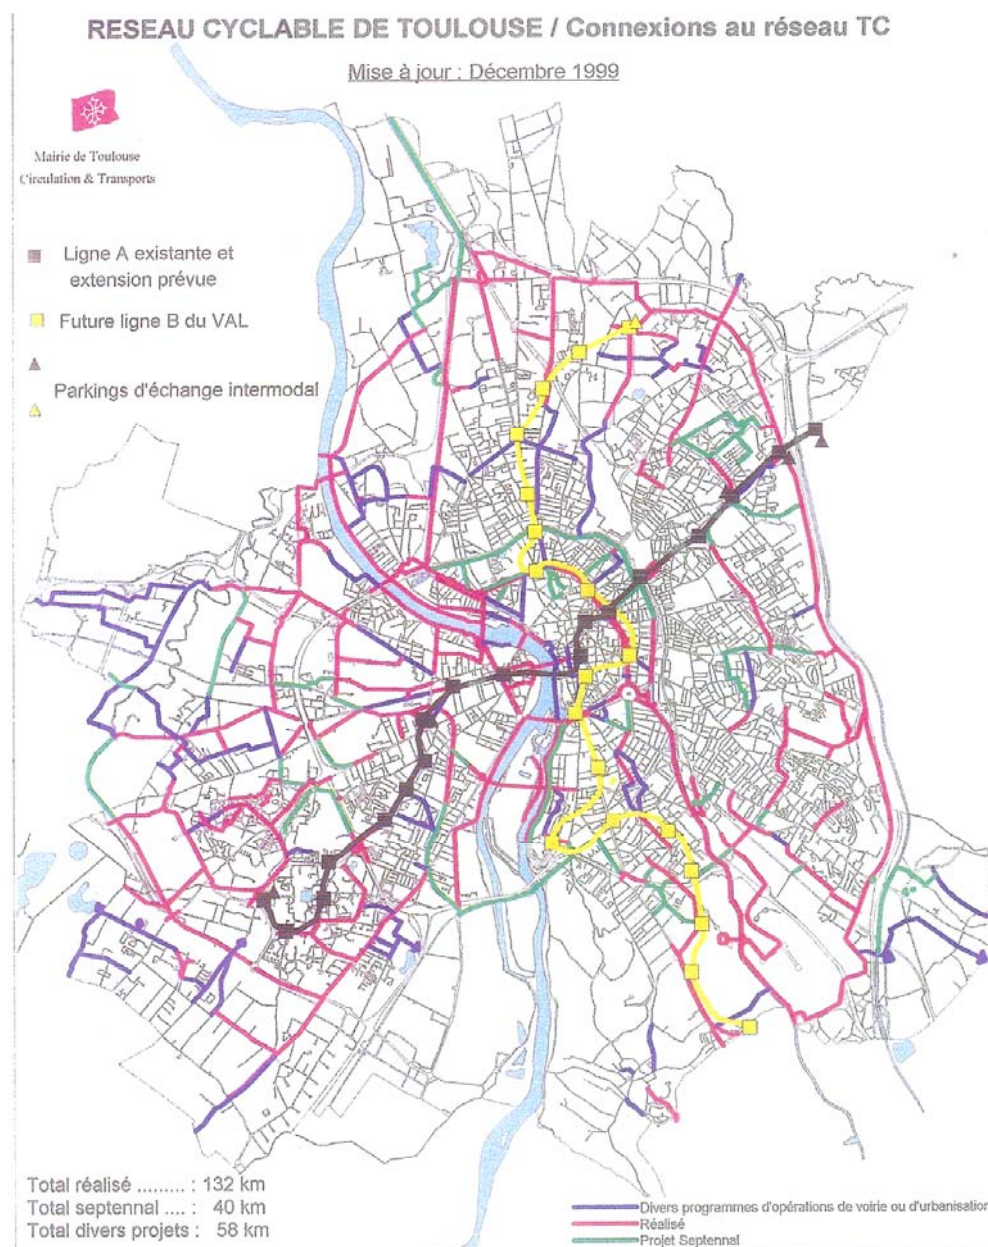 RESEAU CYCLABLE DE TOULOUSE / Connexions au réseau TC
Mise à jour : Décembre 1999
Mairie de Toulouse
Circulation & Transports
Ligne A existante et
extension prévue
Future ligne B du VAL
Parkings d'échange intermodal
Total réalisé ......... : 132 km
Total septennal .... : 40 km
Total divers projets : 58 km
Divers programmes d'opérations de voirie ou d'urbanisation
Réalisé
Projet Septennal